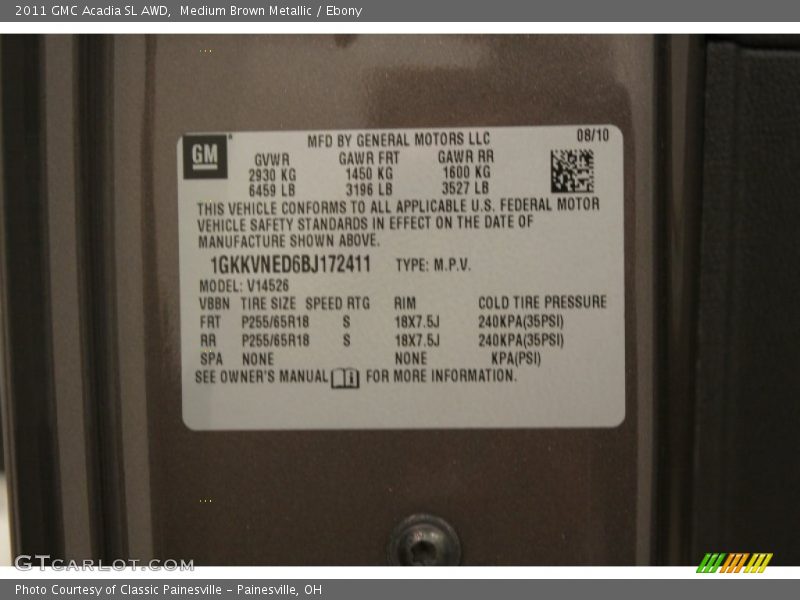 2011 GMC Acadia SL AWD, Medium Brown Metallic / Ebony
GM
MFD BY GENERAL MOTORS LLC 08/10
GVWR GAWR FRT GAWR RR
2930 KG 1450 KG 1600 KG
6459 LB 3196 LB 3527 LB
THIS VEHICLE CONFORMS TO ALL APPLICABLE U.S. FEDERAL MOTOR
VEHICLE SAFETY STANDARDS IN EFFECT ON THE DATE OF
MANUFACTURE SHOWN ABOVE.
1GKKVNED6BJ172411 TYPE: M.P.V.
MODEL: V14526
VBBN TIRE SIZE SPEED RTG RIM COLD TIRE PRESSURE
FRT P255/65R18 S 18X7.5J 240KPA(35PSI)
RR P255/65R18 S 18X7.5J 240KPA(35PSI)
SPA NONE NONE KPA(PSI)
SEE OWNER'S MANUAL FOR MORE INFORMATION.
GTCARLOT.COM
Photo Courtesy of Classic Painesville - Painesville, OH